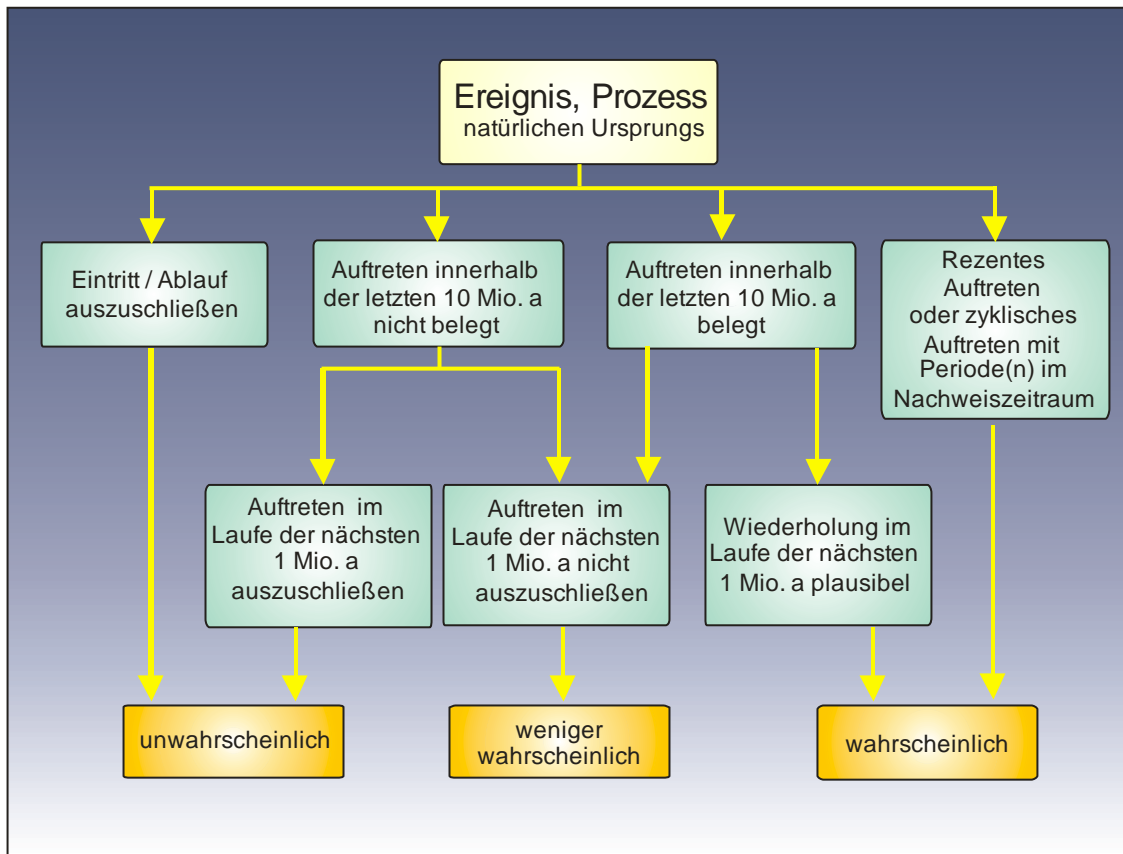 Ereignis, Prozess
natürlichen Ursprungs
Eintritt / Ablauf
auszuschließen
Auftreten innerhalb
der letzten 10 Mio. a
nicht belegt
Auftreten innerhalb
der letzten 10 Mio. a
belegt
Rezentes
Auftreten
oder zyklisches
Auftreten mit
Periode(n) im
Nachweiszeitraum
Auftreten im
Laufe der nächsten
1 Mio. a
auszuschließen
Auftreten im
Laufe der nächsten
1 Mio. a nicht
auszuschließen
Wiederholung im
Laufe der nächsten
1 Mio. a plausibel
unwahrscheinlich
weniger
wahrscheinlich
wahrscheinlich